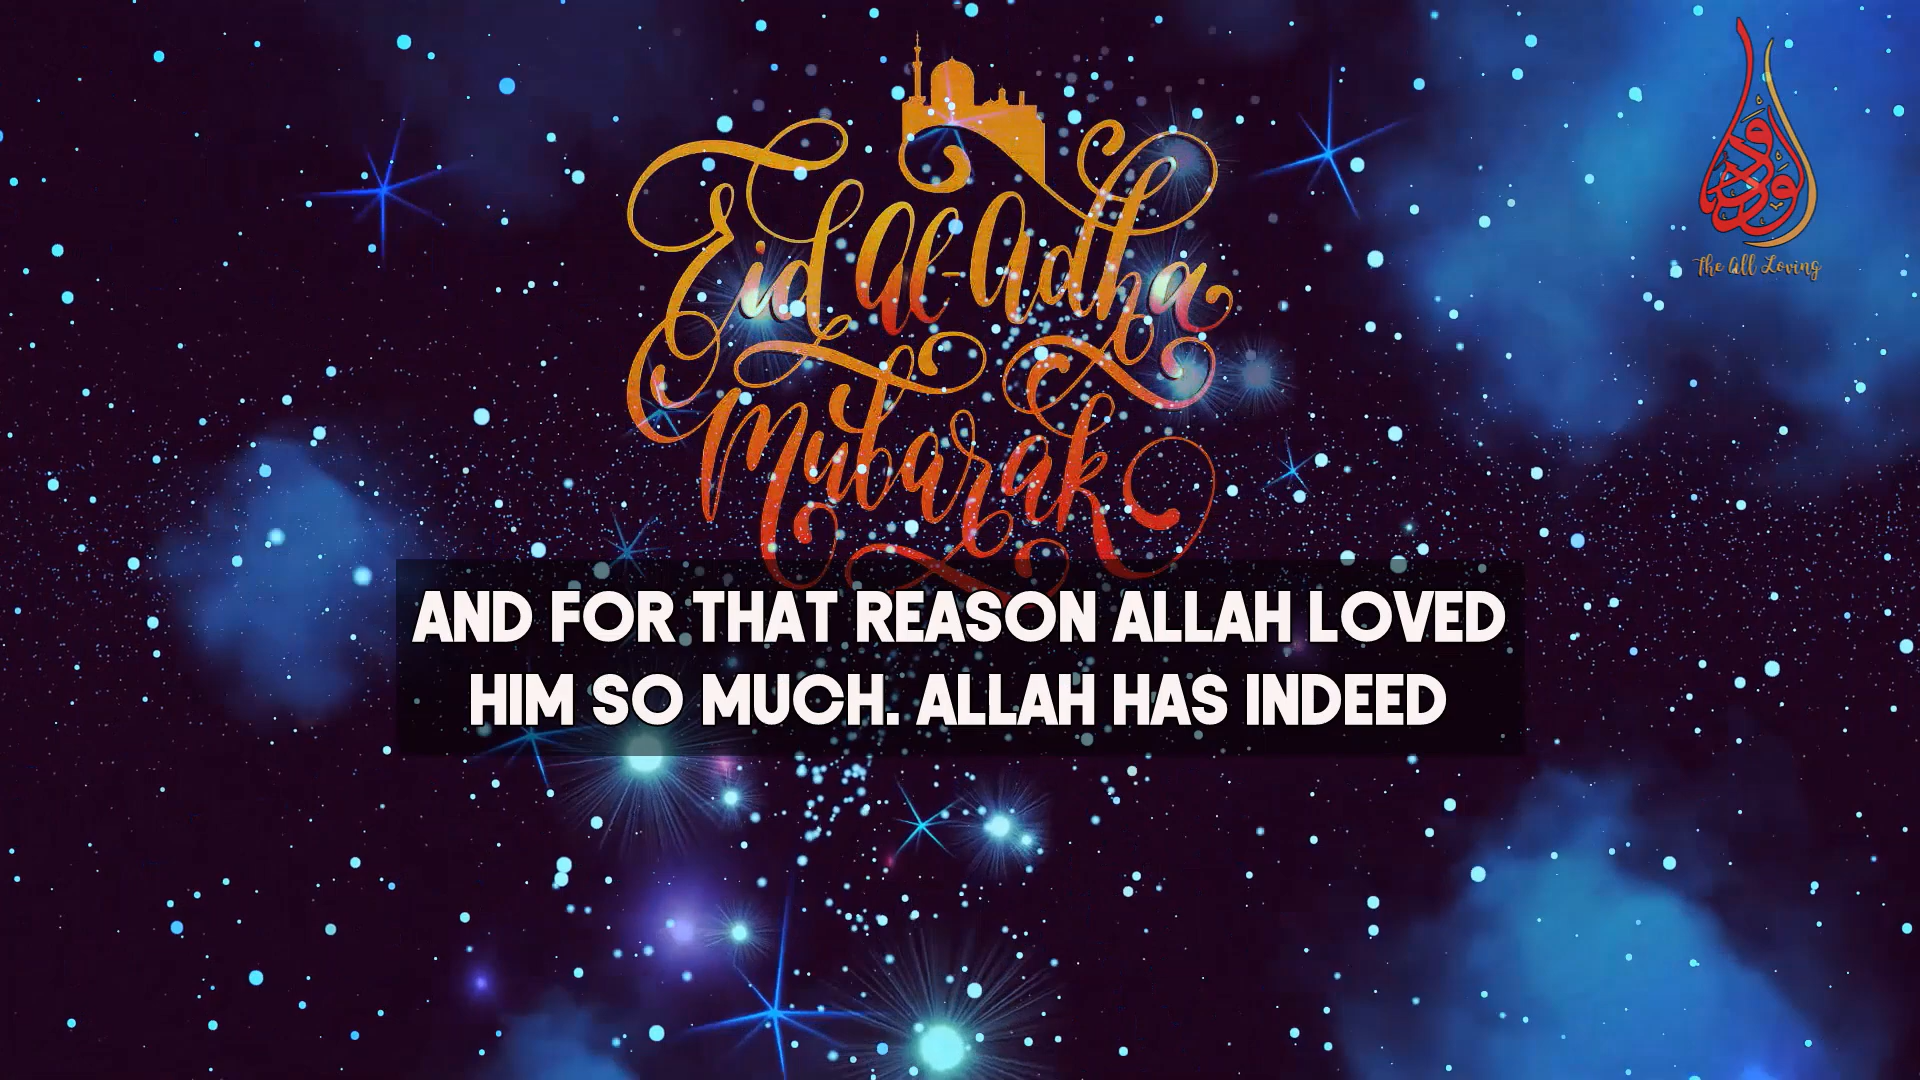 Eid al-Adha
Mubarak
الودود
The All Loving
AND FOR THAT REASON ALLAH LOVED
HIM SO MUCH. ALLAH HAS INDEED